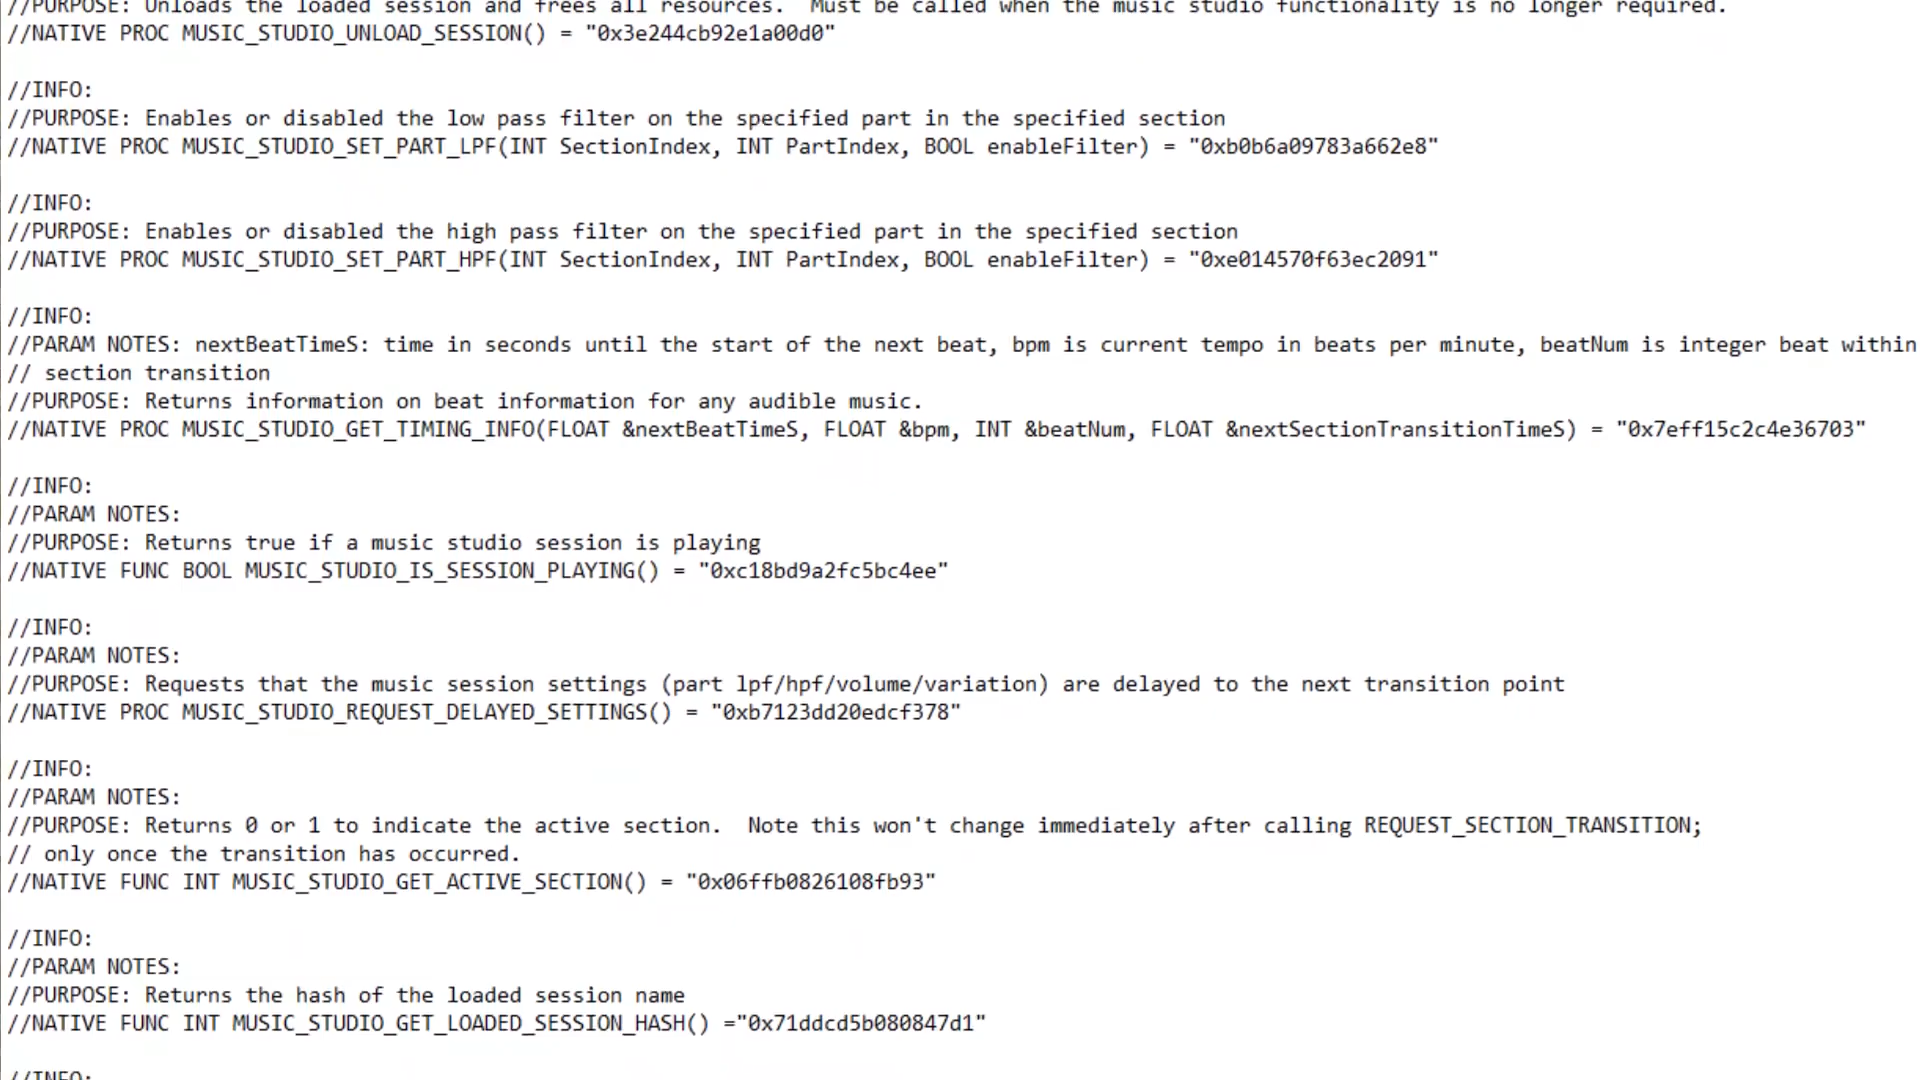 //PURPOSE: Unloads the loaded session and frees all resources.  Must be called when the music studio functionality is no longer required.
//NATIVE PROC MUSIC_STUDIO_UNLOAD_SESSION() = "0x3e244cb92e1a00d0"
//INFO:
//PURPOSE: Enables or disabled the low pass filter on the specified part in the specified section
//NATIVE PROC MUSIC_STUDIO_SET_PART_LPF(INT SectionIndex, INT PartIndex, BOOL enableFilter) = "0xb0b6a09783a662e8"
//INFO:
//PURPOSE: Enables or disabled the high pass filter on the specified part in the specified section
//NATIVE PROC MUSIC_STUDIO_SET_PART_HPF(INT SectionIndex, INT PartIndex, BOOL enableFilter) = "0xe014570f63ec2091"
//INFO:
//PARAM NOTES: nextBeatTimeS: time in seconds until the start of the next beat, bpm is current tempo in beats per minute, beatNum is integer beat within
// section transition
//PURPOSE: Returns information on beat information for any audible music.
//NATIVE PROC MUSIC_STUDIO_GET_TIMING_INFO(FLOAT &nextBeatTimeS, FLOAT &bpm, INT &beatNum, FLOAT &nextSectionTransitionTimeS) = "0x7eff15c2c4e36703"
//INFO:
//PARAM NOTES:
//PURPOSE: Returns true if a music studio session is playing
//NATIVE FUNC BOOL MUSIC_STUDIO_IS_SESSION_PLAYING() = "0xc18bd9a2fc5bc4ee"
//INFO:
//PARAM NOTES:
//PURPOSE: Requests that the music session settings (part lpf/hpf/volume/variation) are delayed to the next transition point
//NATIVE PROC MUSIC_STUDIO_REQUEST_DELAYED_SETTINGS() = "0xb7123dd20edcf378"
//INFO:
//PARAM NOTES:
//PURPOSE: Returns 0 or 1 to indicate the active section.  Note this won't change immediately after calling REQUEST_SECTION_TRANSITION;
// only once the transition has occurred.
//NATIVE FUNC INT MUSIC_STUDIO_GET_ACTIVE_SECTION() = "0x06ffb0826108fb93"
//INFO:
//PARAM NOTES:
//PURPOSE: Returns the hash of the loaded session name
//NATIVE FUNC INT MUSIC_STUDIO_GET_LOADED_SESSION_HASH() ="0x71ddcd5b080847d1"
//INFO: